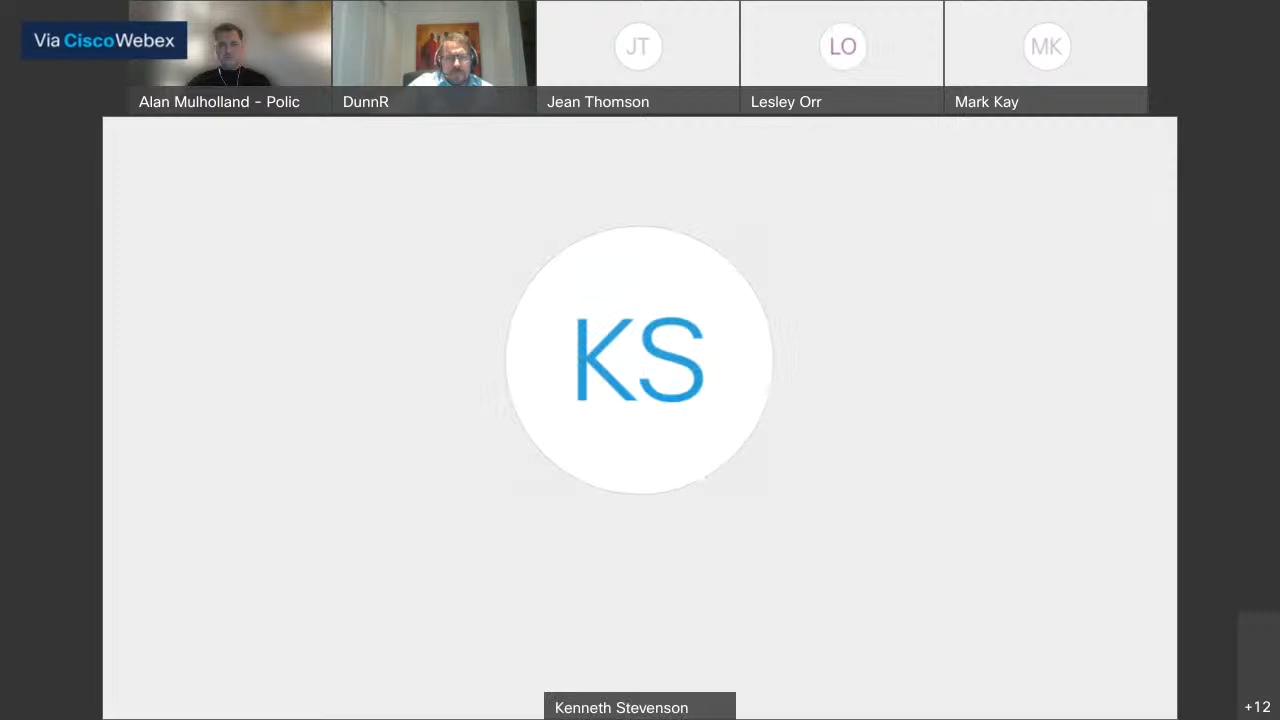 Via CiscoWebex
JT
LO
MK
Alan Mulholland - Polic
DunnR
Jean Thomson
Lesley Orr
Mark Kay
KS
Kenneth Stevenson
+12